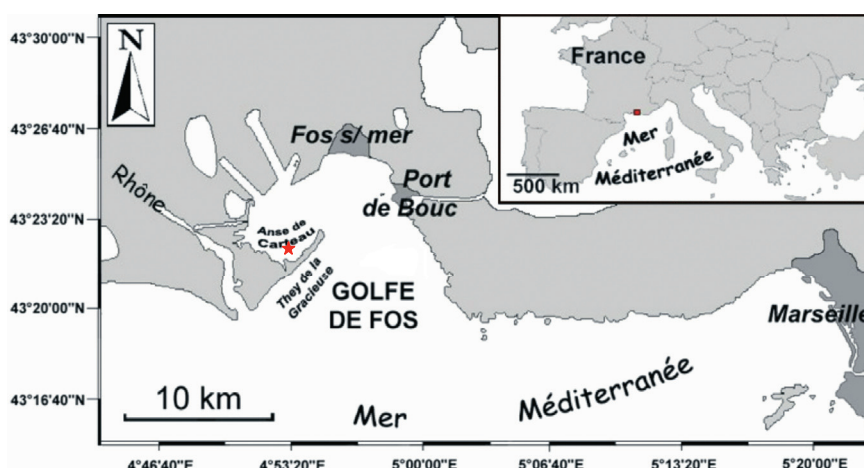 43°30'00"N
N
France
Mer
Méditerranée
500 km
43°26'40"N
Fos s/mer
Rhône
Port
de Bouc
43°23'20"N
Anse de
Carteau
They de la
Gracieuse
GOLFE
DE FOS
43°20'00"N
Marseille
43°16'40"N
10 km
Mer
Méditerranée
4°46'40"E
4°53'20"E
5°00'00"E
5°06'40"E
5°13'20"E
5°20'00"E